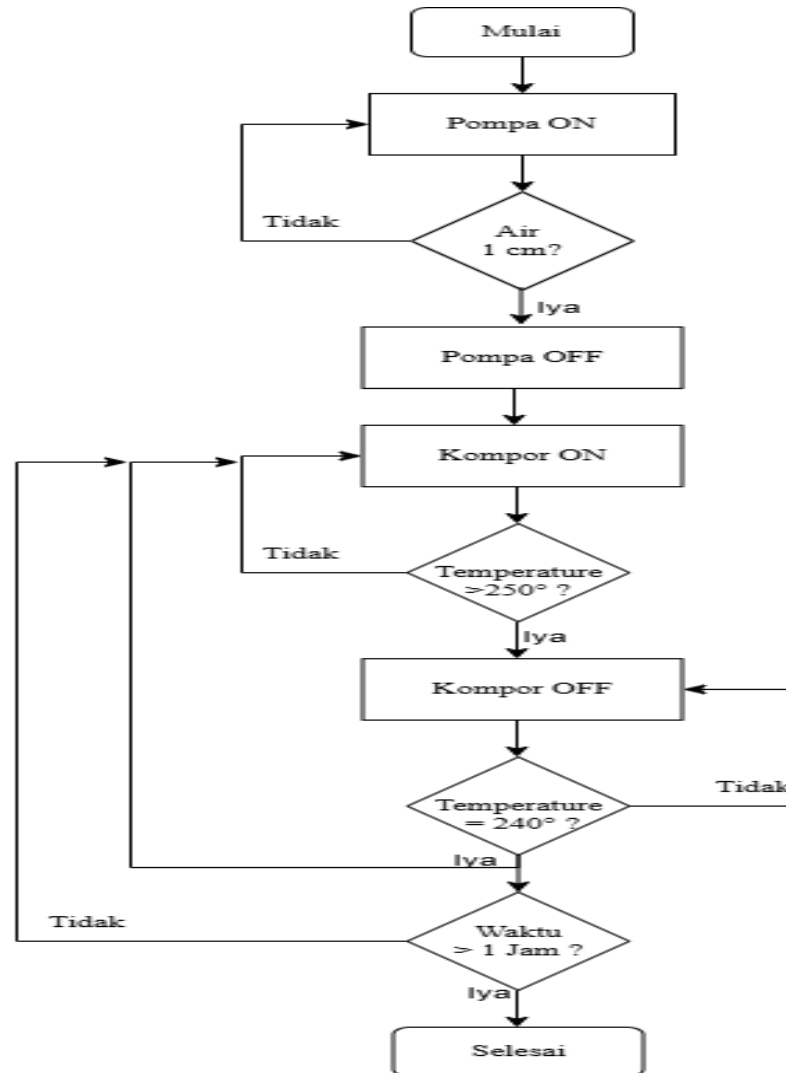 Mulai
Pompa ON
Tidak
Air
1 cm?
Iya
Pompa OFF
Kompor ON
Tidak
Temperature
>250° ?
Iya
Kompor OFF
Tidak
Temperature
= 240° ?
Iya
Tidak
Waktu
> 1 Jam ?
Iya
Selesai